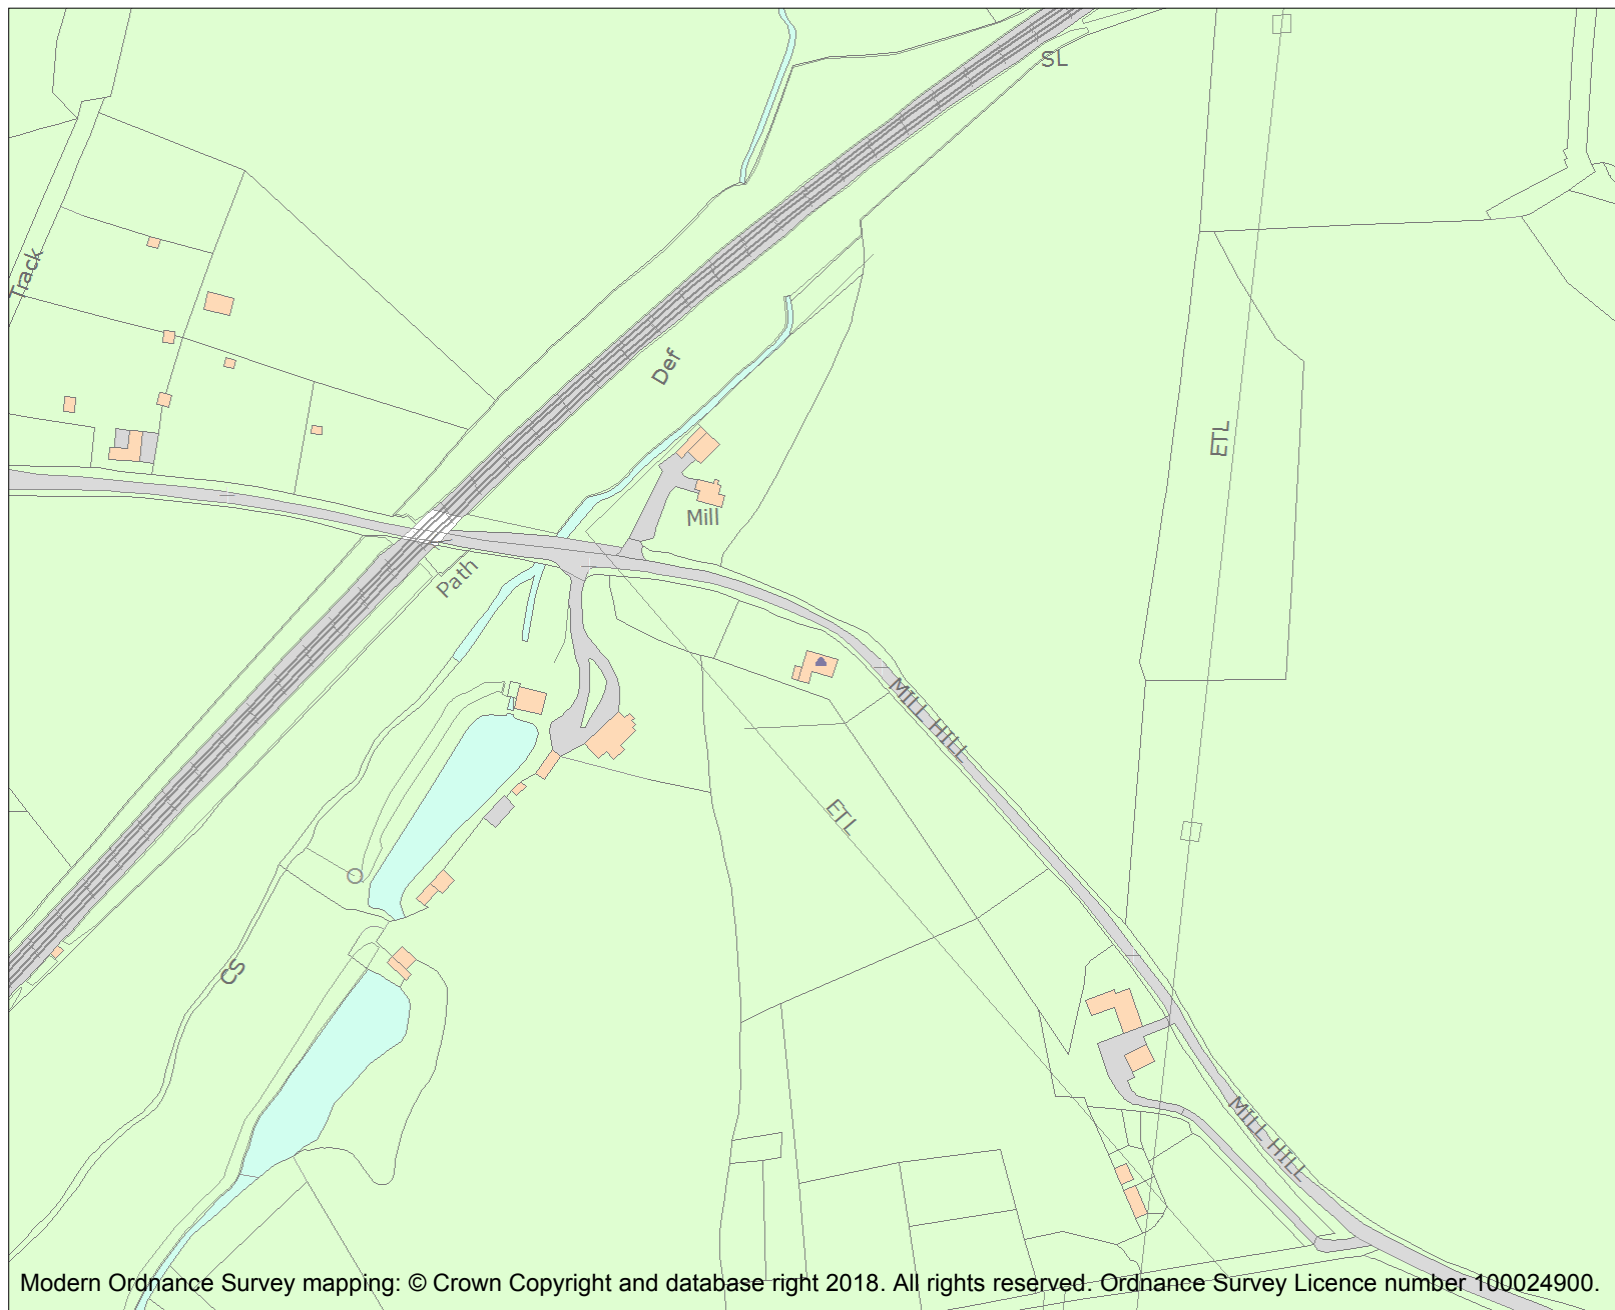 SL
Track
Def
ETL
Mill
Path
MILL HILL
ETL
CS
MILL HILL
Modern Ordnance Survey mapping: © Crown Copyright and database right 2018. All rights reserved. Ordnance Survey Licence number 100024900.